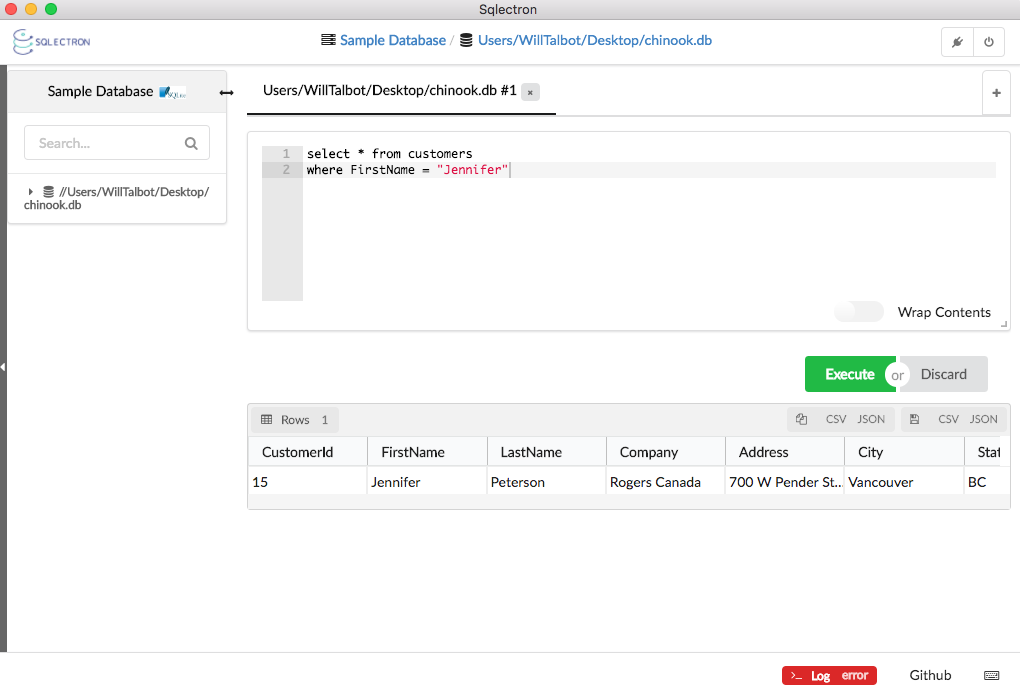 Sqlectron
SQLECTRON
Sample Database / Users/WillTalbot/Desktop/chinook.db
Sample Database SQLite
Users/WillTalbot/Desktop/chinook.db #1 ×
+
Search...
//Users/WillTalbot/Desktop/
chinook.db
1 select * from customers
2 where FirstName = "Jennifer"
Wrap Contents
Execute or Discard
Rows 1 CSV JSON CSV JSON
CustomerId FirstName LastName Company Address City Stat
15 Jennifer Peterson Rogers Canada 700 W Pender St... Vancouver BC
>_ Log error Github